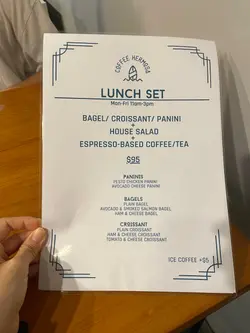 COFFEE HERMOSA
LUNCH SET
Mon-Fri 11am-3pm
BAGEL/ CROISSANT/ PANINI
+
HOUSE SALAD
+
ESPRESSO-BASED COFFEE/TEA
$95
PANINIS
PESTO CHICKEN PANINI
AVOCADO CHEESE PANINI
BAGELS
PLAIN BAGEL
AVOCADO & SMOKED SALMON BAGEL
HAM & CHEESE BAGEL
CROISSANT
PLAIN CROISSANT
HAM & CHEESE CROISSANT
TOMATO & CHEESE CROISSANT
ICE COFFEE +$5